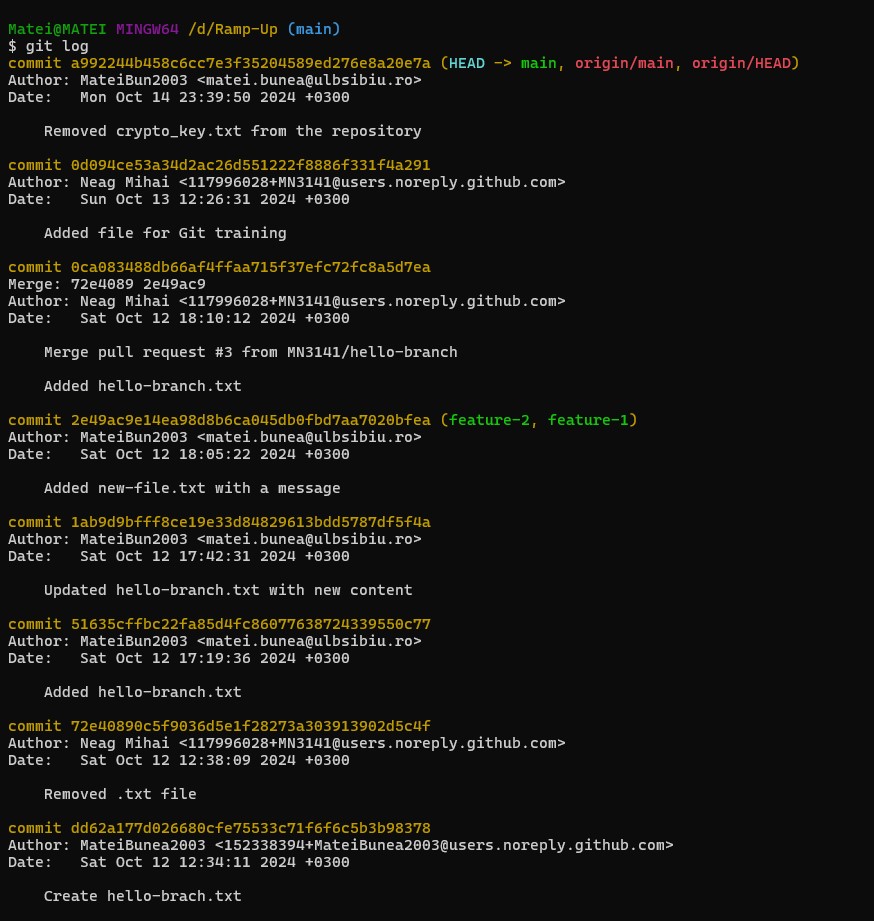 Matei@MATEI MINGW64 /d/Ramp-Up (main)
$ git log
commit a992244b458c6cc7e3f35204589ed276e8a20e7a (HEAD -> main, origin/main, origin/HEAD)
Author: MateiBun2003 <matei.bunea@ulbsibiu.ro>
Date:   Mon Oct 14 23:39:50 2024 +0300

    Removed crypto_key.txt from the repository

commit 0d094ce53a34d2ac26d551222f8886f331f4a291
Author: Neag Mihai <117996028+MN3141@users.noreply.github.com>
Date:   Sun Oct 13 12:26:31 2024 +0300

    Added file for Git training

commit 0ca083488db66af4ffaa715f37efc72fc8a5d7ea
Merge: 72e4089 2e49ac9
Author: Neag Mihai <117996028+MN3141@users.noreply.github.com>
Date:   Sat Oct 12 18:10:12 2024 +0300

    Merge pull request #3 from MN3141/hello-branch

    Added hello-branch.txt

commit 2e49ac9e14ea98d8b6ca045db0fbd7aa7020bfea (feature-2, feature-1)
Author: MateiBun2003 <matei.bunea@ulbsibiu.ro>
Date:   Sat Oct 12 18:05:22 2024 +0300

    Added new-file.txt with a message

commit 1ab9d9bfff8ce19e33d84829613bdd5787df5f4a
Author: MateiBun2003 <matei.bunea@ulbsibiu.ro>
Date:   Sat Oct 12 17:42:31 2024 +0300

    Updated hello-branch.txt with new content

commit 51635cffbc22fa85d4fc86077638724339550c77
Author: MateiBun2003 <matei.bunea@ulbsibiu.ro>
Date:   Sat Oct 12 17:19:36 2024 +0300

    Added hello-branch.txt

commit 72e40890c5f9036d5e1f28273a303913902d5c4f
Author: Neag Mihai <117996028+MN3141@users.noreply.github.com>
Date:   Sat Oct 12 12:38:09 2024 +0300

    Removed .txt file

commit dd62a177d026680cfe75533c71f6f6c5b3b98378
Author: MateiBunea2003 <152338394+MateiBunea2003@users.noreply.github.com>
Date:   Sat Oct 12 12:34:11 2024 +0300

    Create hello-brach.txt